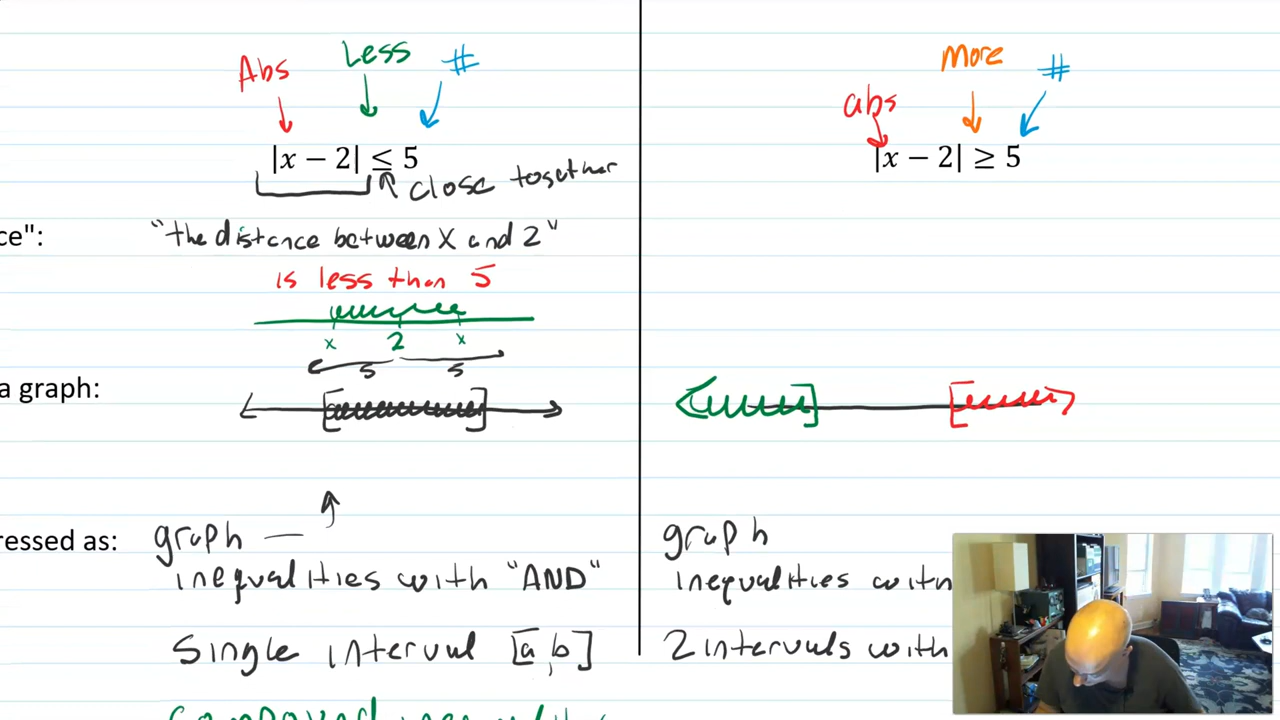 Abs Less #
|x − 2| ≤ 5
close together
ce":
"the distance between x and 2"
is less than 5
x 2 x
5 5
a graph:
ressed as:
graph
inequalities with "AND"
Single interval [a,b]
More #
abs
|x − 2| ≥ 5
graph
inequalities with
2 intervals with